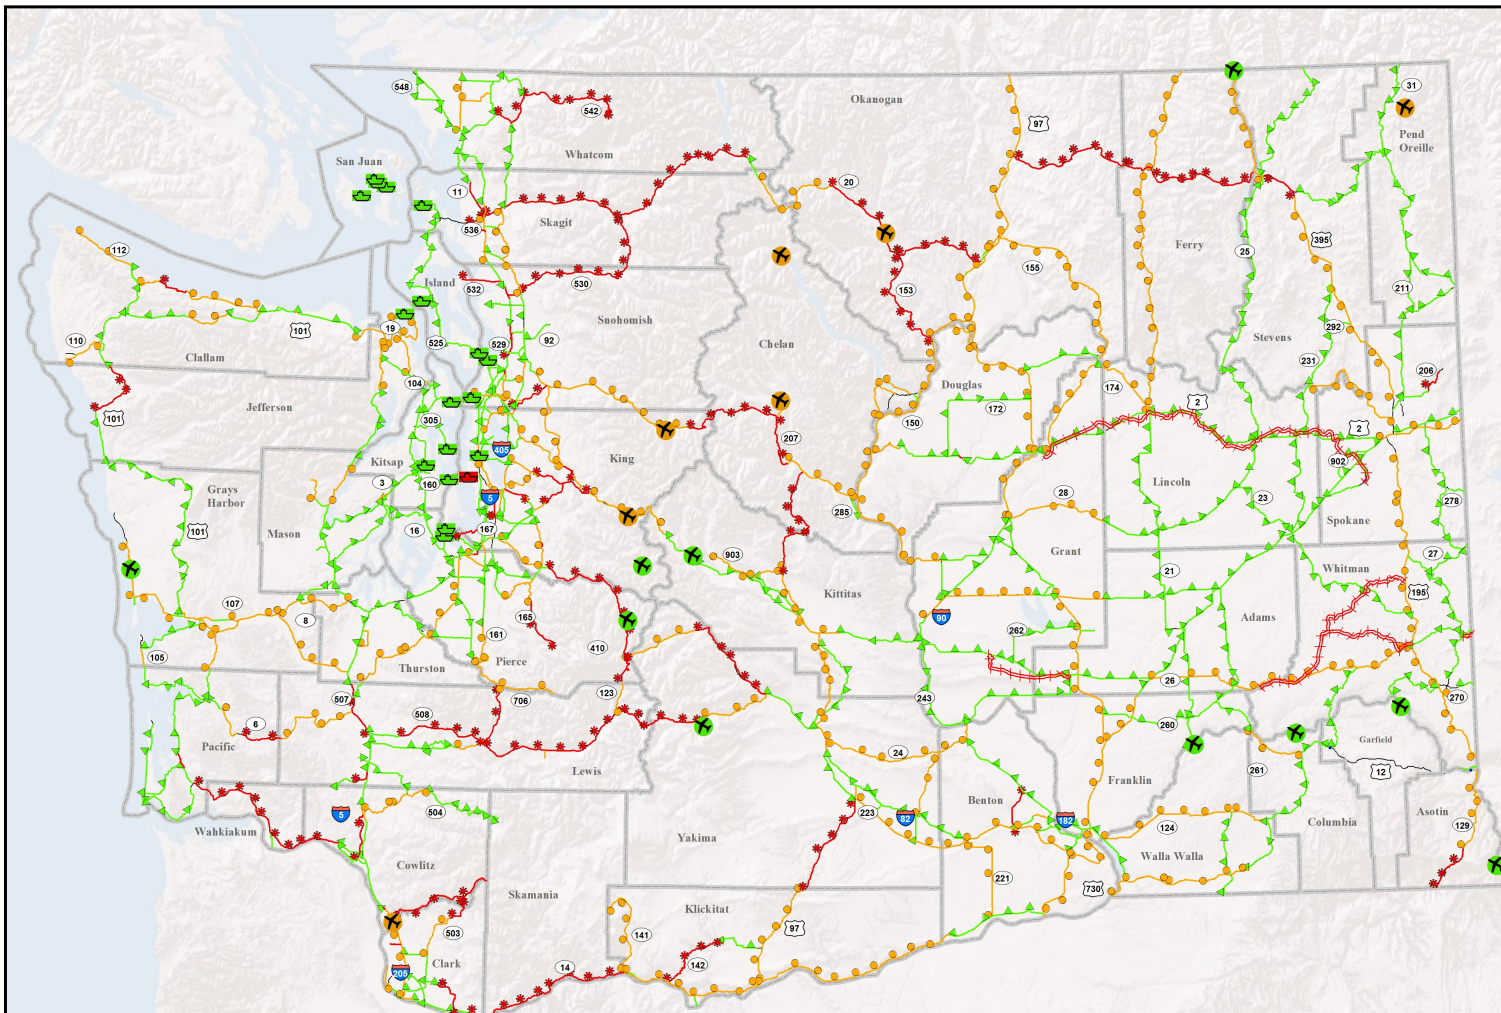 548
542
Whatcom
San Juan
11
536
Skagit
Okanogan
97
20
31
Pend
Oreille
112
Island
532
530
155
Ferry
25
395
153
211
101
19
Snohomish
525
529
92
Chelan
292
110
Clallam
104
Douglas
Stevens
231
206
174
101
Jefferson
305
172
2
150
2
405
207
King
Kitsap
902
3
160
Lincoln
Grays
Harbor
5
28
23
278
285
101
Mason
16
167
Spokane
Grant
27
903
21
Whitman
Kittitas
195
107
8
165
90
Adams
161
410
262
105
Thurston
Pierce
26
123
507
706
243
270
508
6
260
Pacific
24
Garfield
Lewis
261
12
Franklin
Benton
5
504
223
82
182
Columbia
Asotin
Wahkiakum
Yakima
124
129
Cowlitz
Walla Walla
Skamania
221
730
Klickitat
503
141
97
Clark
142
14
205